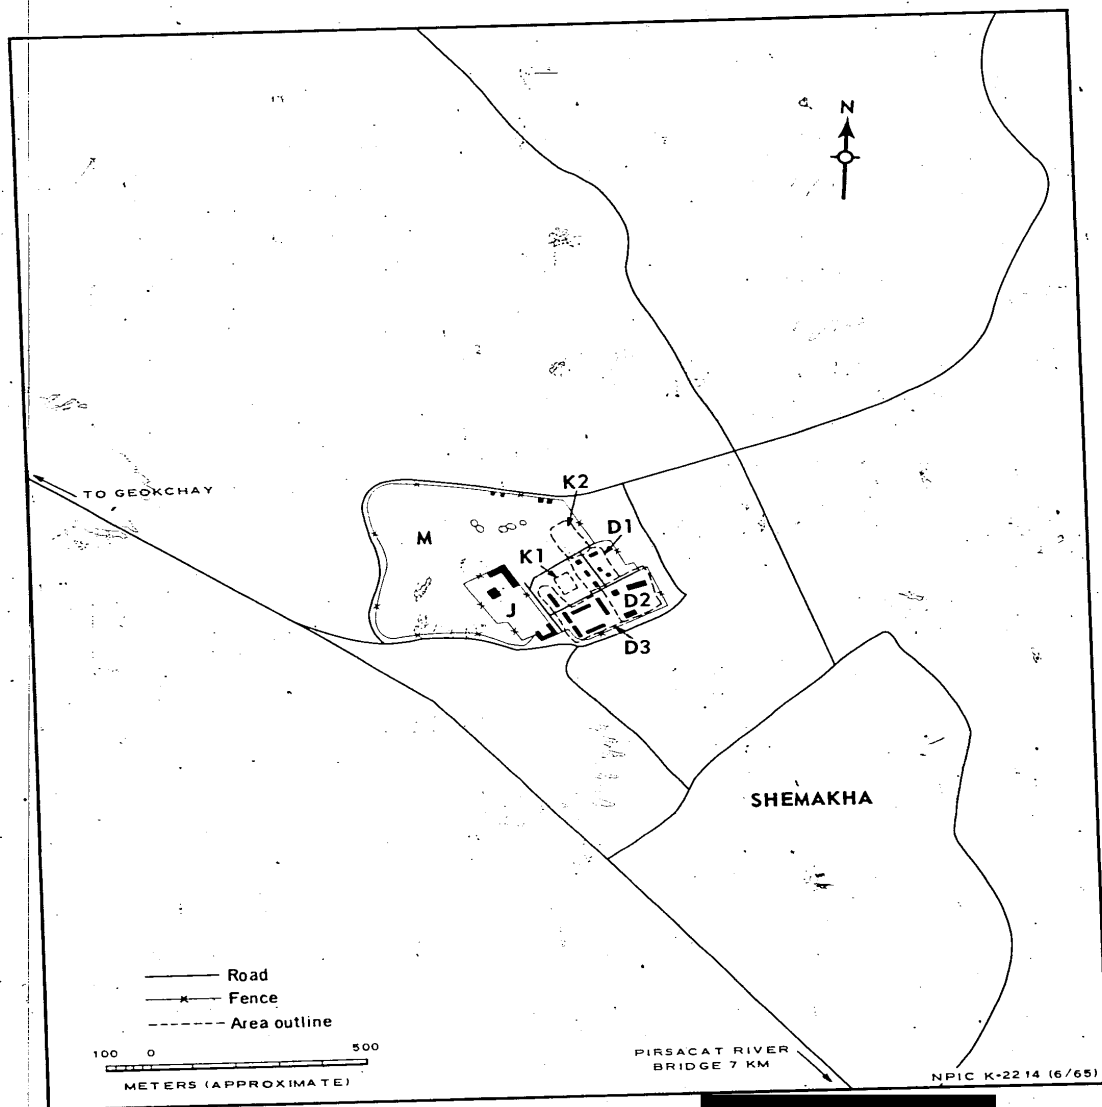 N
TO GEOKCHAY
K2
D1
M
K1
J
D2
D3
SHEMAKHA
Road
Fence
Area outline
100 0 500
METERS (APPROXIMATE)
PIRSACAT RIVER
BRIDGE 7 KM
NPIC K-2214 (6/65)